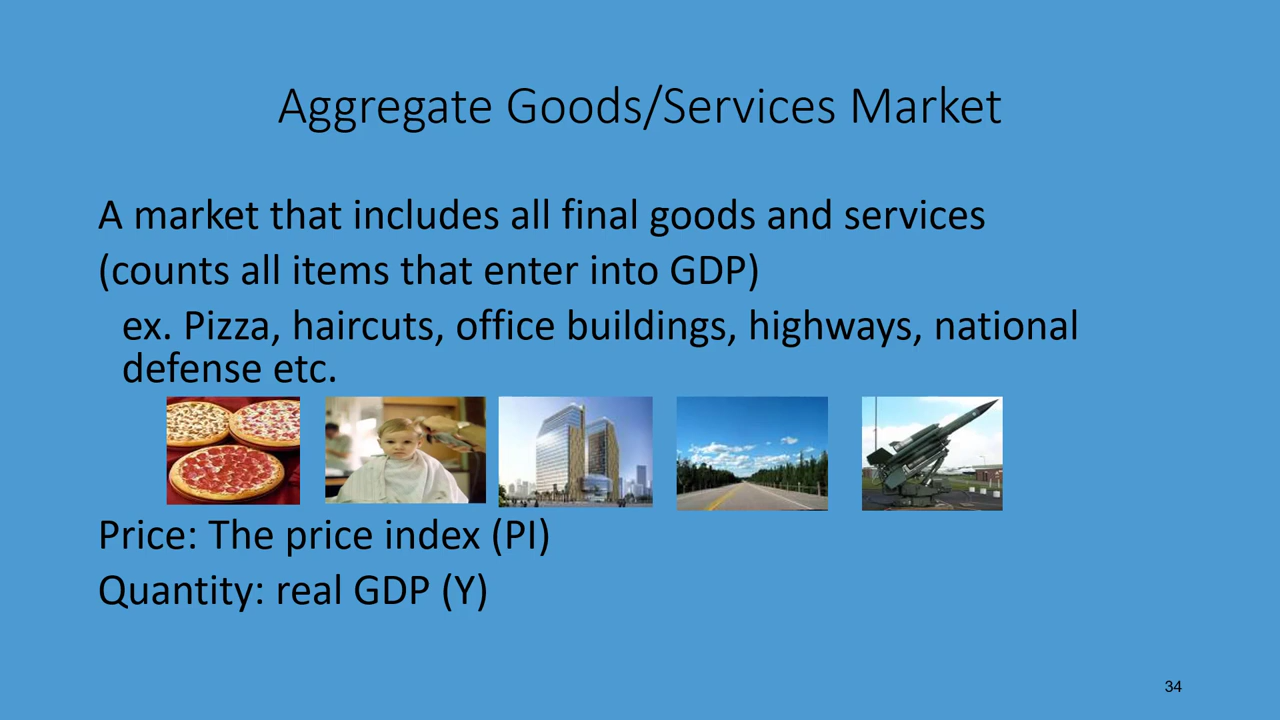 Aggregate Goods/Services Market
A market that includes all final goods and services
(counts all items that enter into GDP)
ex. Pizza, haircuts, office buildings, highways, national
defense etc.
Price: The price index (PI)
Quantity: real GDP (Y)
34